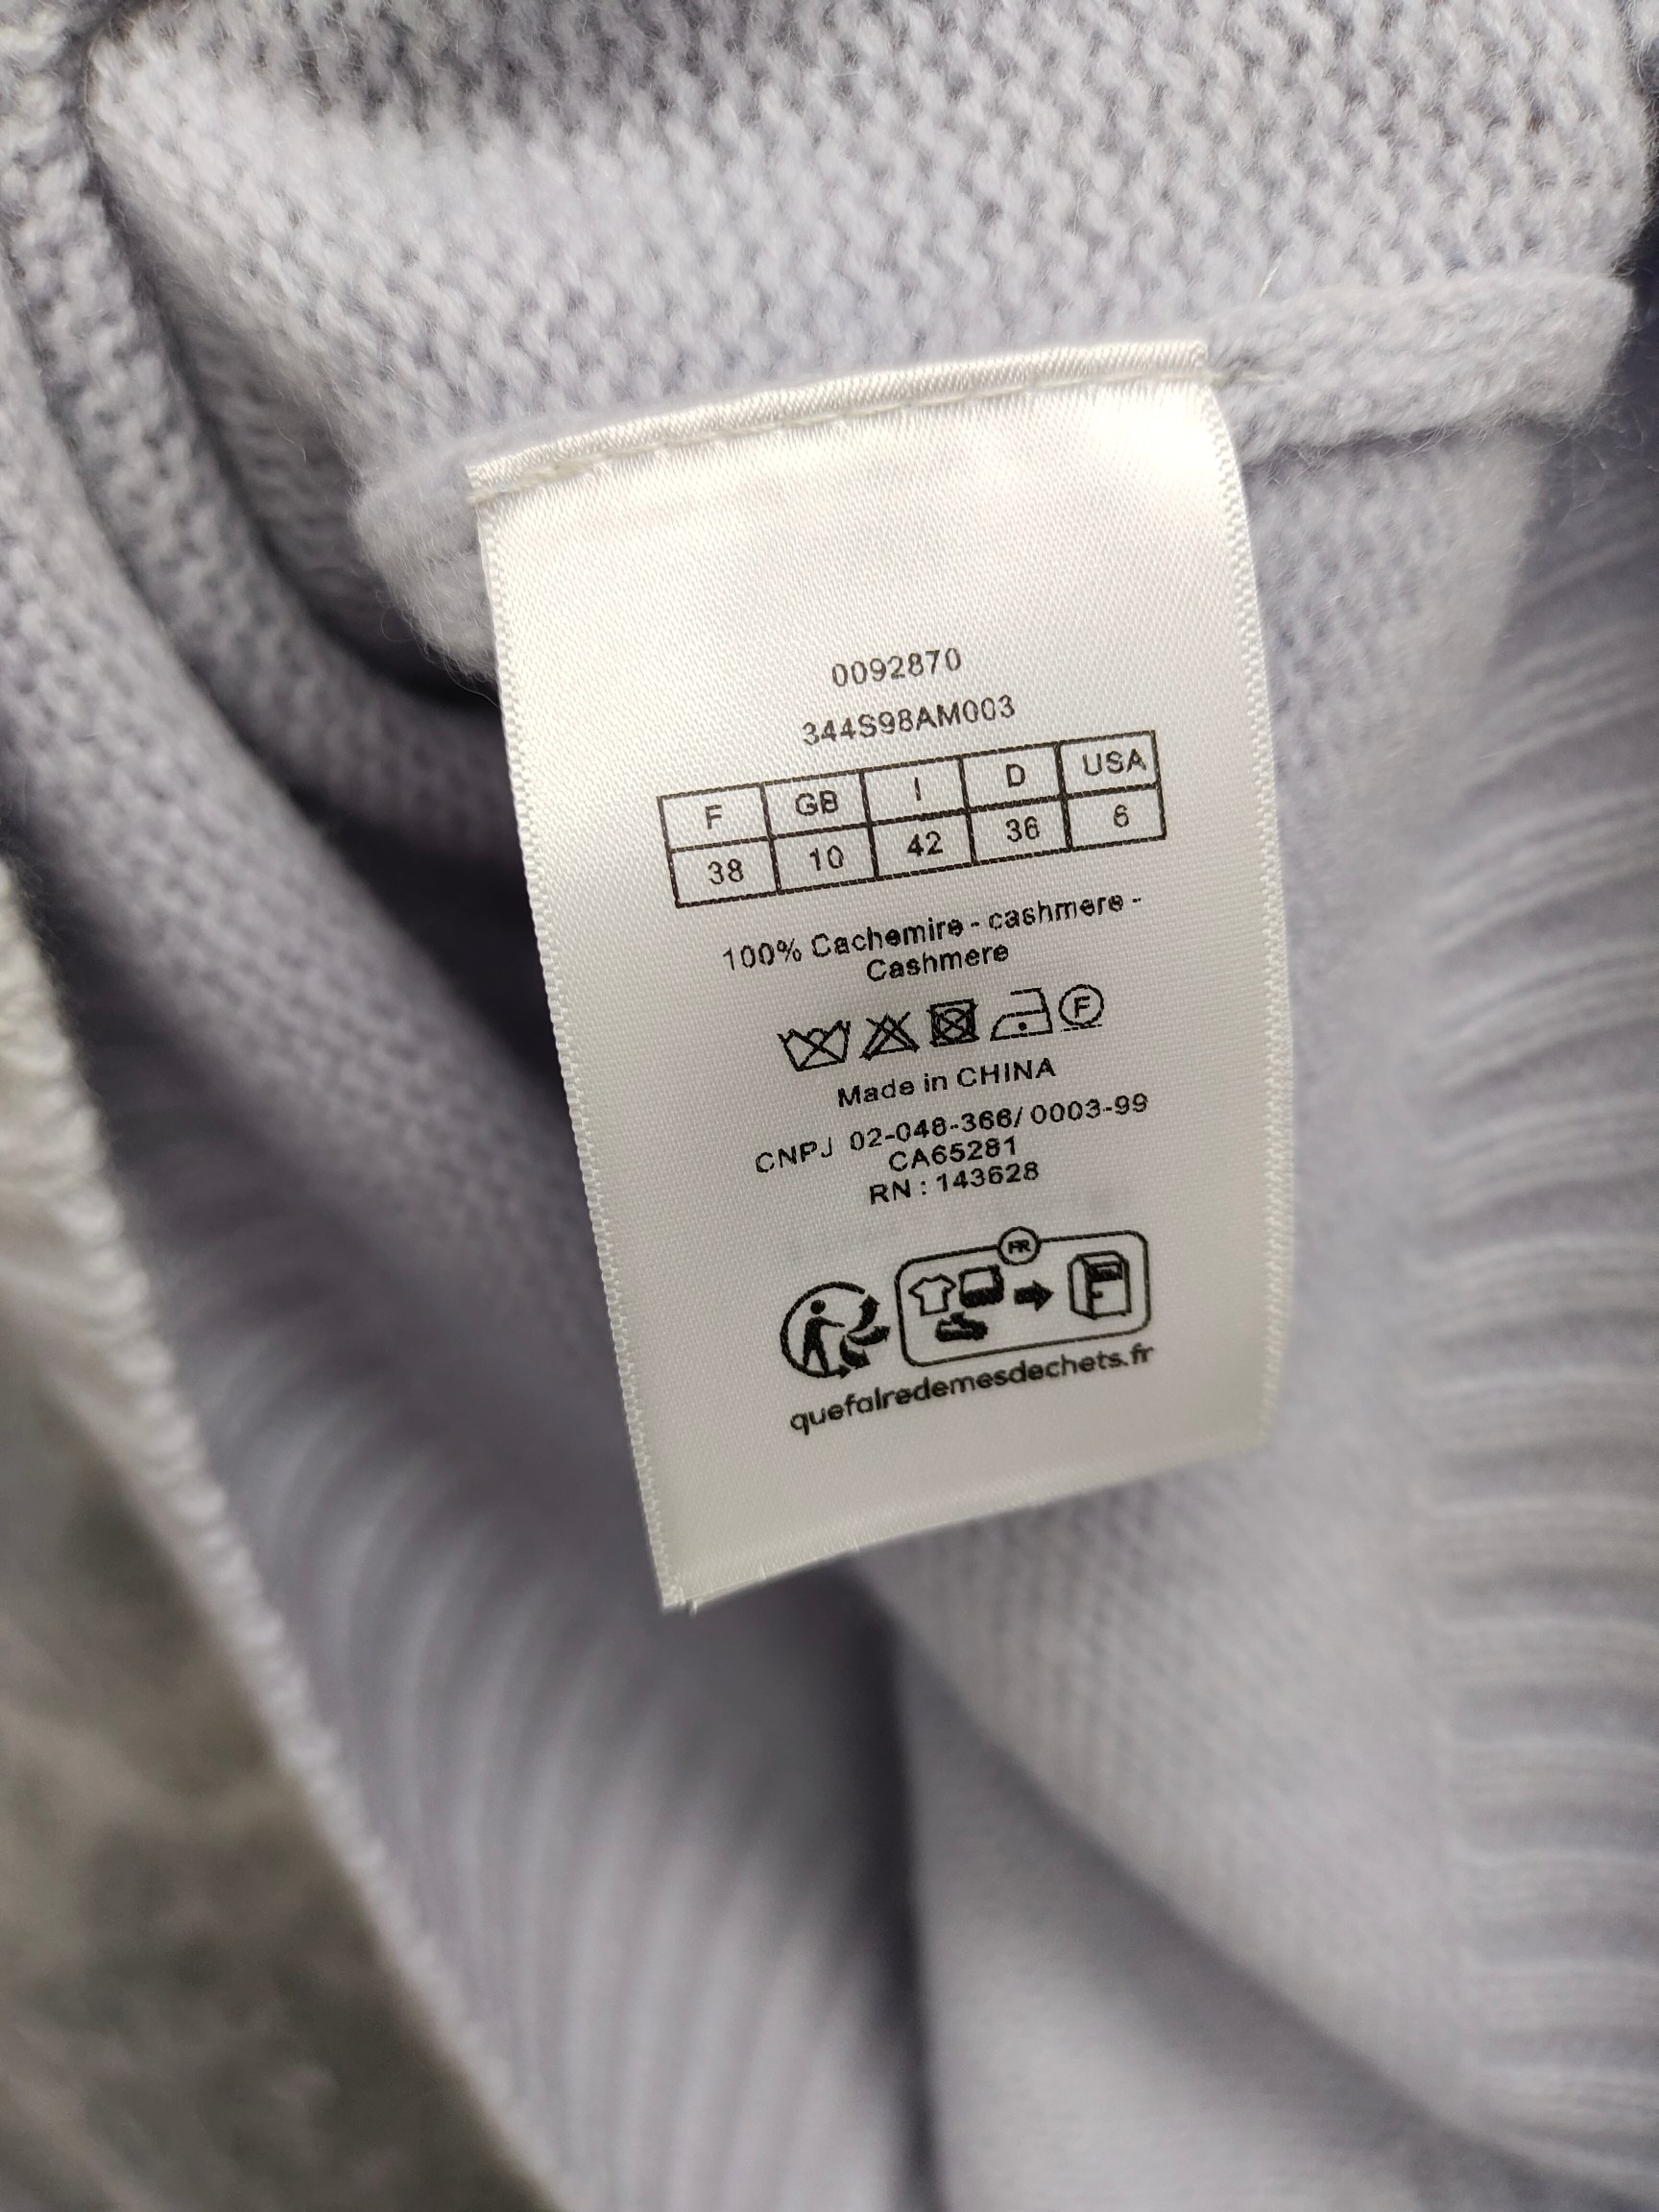 0092870
344S98AM003
F GB I D USA
38 10 42 36 6
100% Cachemire - cashmere -
Cashmere
F
Made in CHINA
CNPJ 02-048-366/0003-99
CA65281
RN : 143628
FR
quefairedemesdechets.fr